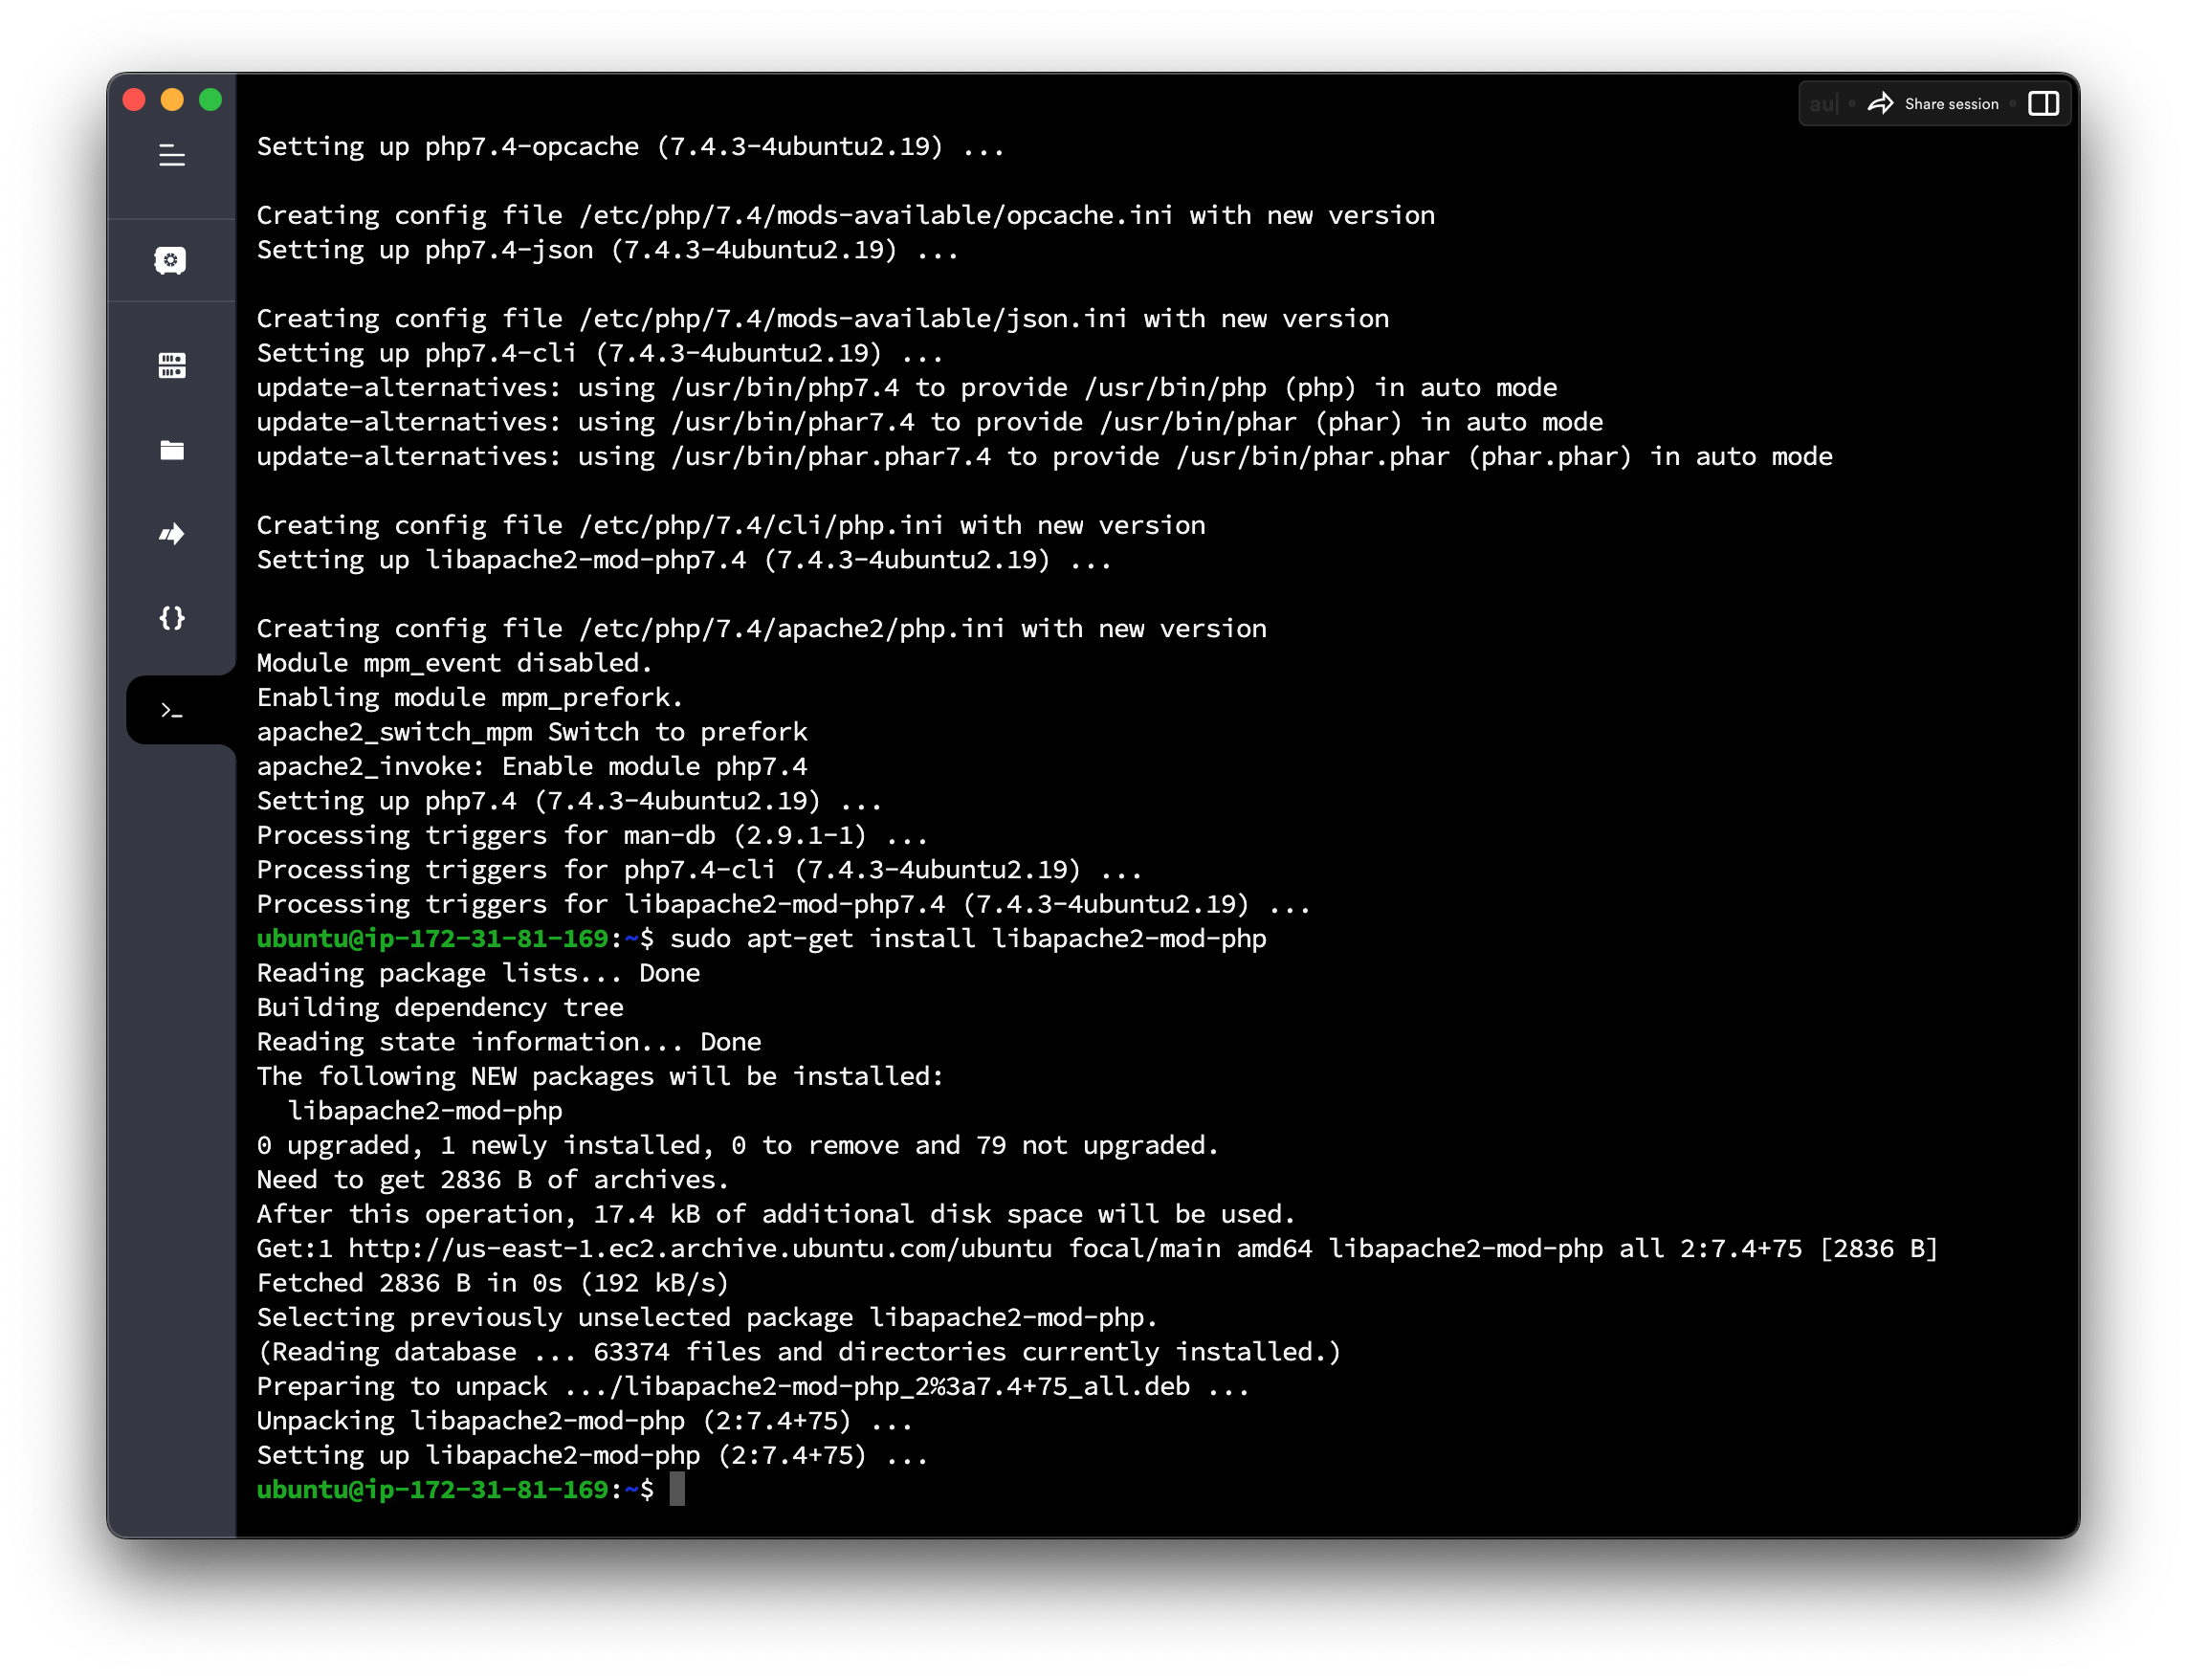 au
Share session
Setting up php7.4-opcache (7.4.3-4ubuntu2.19) ...
Creating config file /etc/php/7.4/mods-available/opcache.ini with new version
Setting up php7.4-json (7.4.3-4ubuntu2.19) ...
Creating config file /etc/php/7.4/mods-available/json.ini with new version
Setting up php7.4-cli (7.4.3-4ubuntu2.19) ...
update-alternatives: using /usr/bin/php7.4 to provide /usr/bin/php (php) in auto mode
update-alternatives: using /usr/bin/phar7.4 to provide /usr/bin/phar (phar) in auto mode
update-alternatives: using /usr/bin/phar.phar7.4 to provide /usr/bin/phar.phar (phar.phar) in auto mode
Creating config file /etc/php/7.4/cli/php.ini with new version
Setting up libapache2-mod-php7.4 (7.4.3-4ubuntu2.19) ...
Creating config file /etc/php/7.4/apache2/php.ini with new version
Module mpm_event disabled.
Enabling module mpm_prefork.
apache2_switch_mpm Switch to prefork
apache2_invoke: Enable module php7.4
Setting up php7.4 (7.4.3-4ubuntu2.19) ...
Processing triggers for man-db (2.9.1-1) ...
Processing triggers for php7.4-cli (7.4.3-4ubuntu2.19) ...
Processing triggers for libapache2-mod-php7.4 (7.4.3-4ubuntu2.19) ...
ubuntu@ip-172-31-81-169:~$ sudo apt-get install libapache2-mod-php
Reading package lists... Done
Building dependency tree
Reading state information... Done
The following NEW packages will be installed:
  libapache2-mod-php
0 upgraded, 1 newly installed, 0 to remove and 79 not upgraded.
Need to get 2836 B of archives.
After this operation, 17.4 kB of additional disk space will be used.
Get:1 http://us-east-1.ec2.archive.ubuntu.com/ubuntu focal/main amd64 libapache2-mod-php all 2:7.4+75 [2836 B]
Fetched 2836 B in 0s (192 kB/s)
Selecting previously unselected package libapache2-mod-php.
(Reading database ... 63374 files and directories currently installed.)
Preparing to unpack .../libapache2-mod-php_2%3a7.4+75_all.deb ...
Unpacking libapache2-mod-php (2:7.4+75) ...
Setting up libapache2-mod-php (2:7.4+75) ...
ubuntu@ip-172-31-81-169:~$